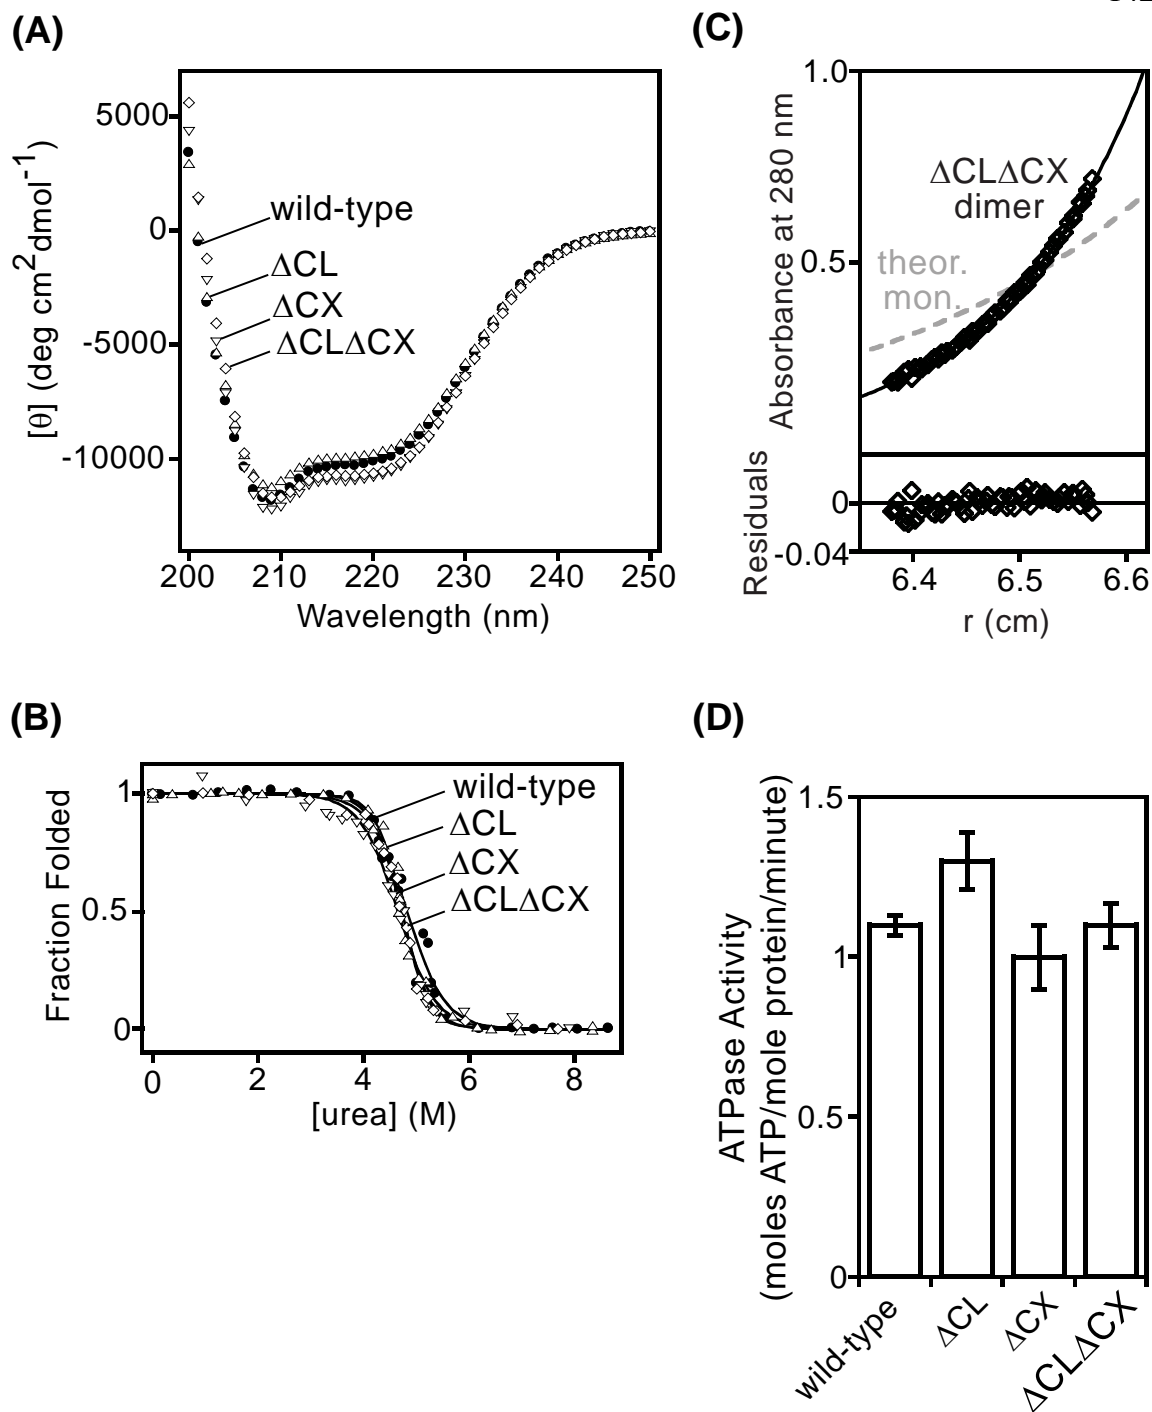 (A)
5000
0
-5000
-10000
[θ] (deg cm2dmol-1)
wild-type
ΔCL
ΔCX
ΔCLΔCX
200 210 220 230 240 250
Wavelength (nm)
(C)
1.0
0.5
Absorbance at 280 nm
ΔCLΔCX
dimer
theor.
mon.
0
-0.04
Residuals
6.4 6.5 6.6
r (cm)
(B)
1
0.5
0
Fraction Folded
wild-type
ΔCL
ΔCX
ΔCLΔCX
0 2 4 6 8
[urea] (M)
(D)
1.5
1
0.5
0
ATPase Activity
(moles ATP/mole protein/minute)
wild-type
ΔCL
ΔCX
ΔCLΔCX